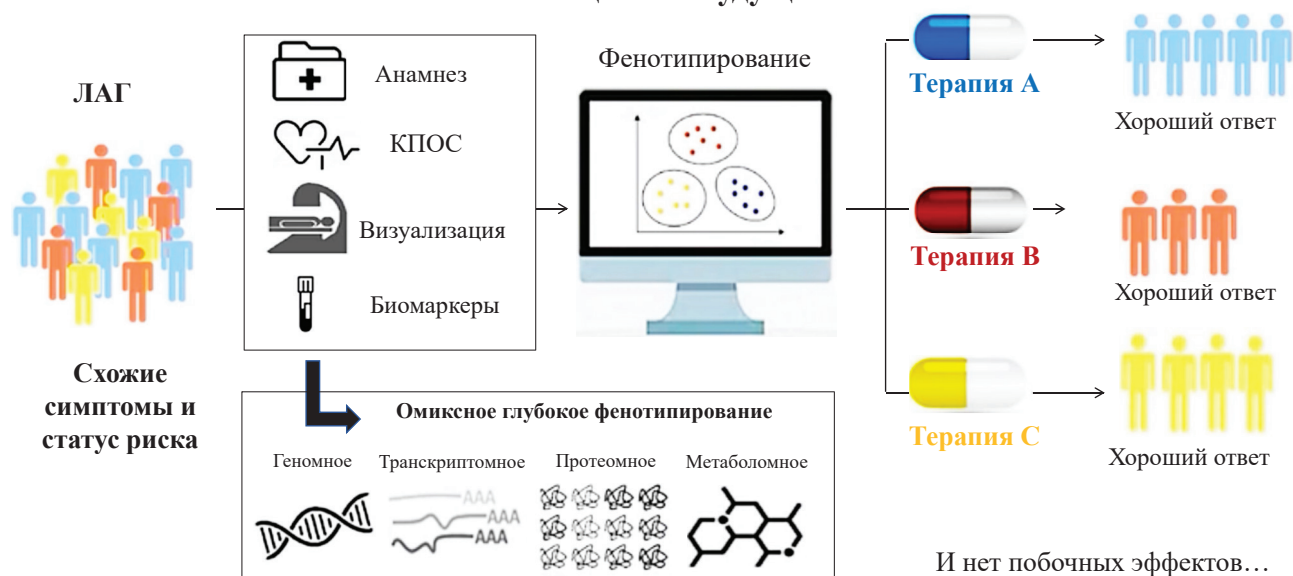 ЛАГ
Схожие
симптомы и
статус риска
Анамнез
КПОС
Визуализация
Биомаркеры
Фенотипирование
Омиксное глубокое фенотипирование
Геномное
Транскриптомное
Протеомное
Метаболомное
AAA
AAA
AAA
Терапия А
Хороший ответ
Терапия В
Хороший ответ
Терапия С
Хороший ответ
И нет побочных эффектов…